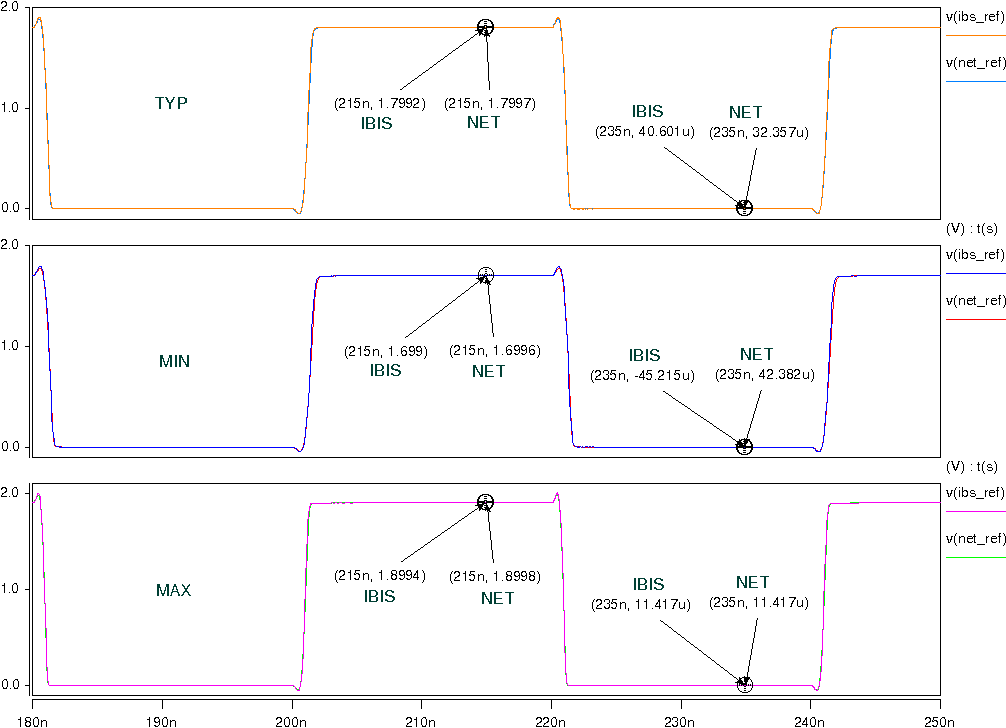 2.0
v(ibs_ref)
v(net_ref)
(215n, 1.7992) (215n, 1.7997)
TYP
1.0
IBIS NET
IBIS NET
(235n, 40.601u) (235n, 32.357u)
0.0
(V) : t(s)
2.0
v(ibs_ref)
v(net_ref)
1.0
(215n, 1.699) (215n, 1.6996)
MIN
IBIS NET
IBIS NET
(235n, -45.215u) (235n, 42.382u)
0.0
(V) : t(s)
2.0
v(ibs_ref)
v(net_ref)
(215n, 1.8994) (215n, 1.8998)
1.0
MAX
IBIS NET
IBIS NET
(235n, 11.417u) (235n, 11.417u)
0.0
180n 190n 200n 210n 220n 230n 240n 250n